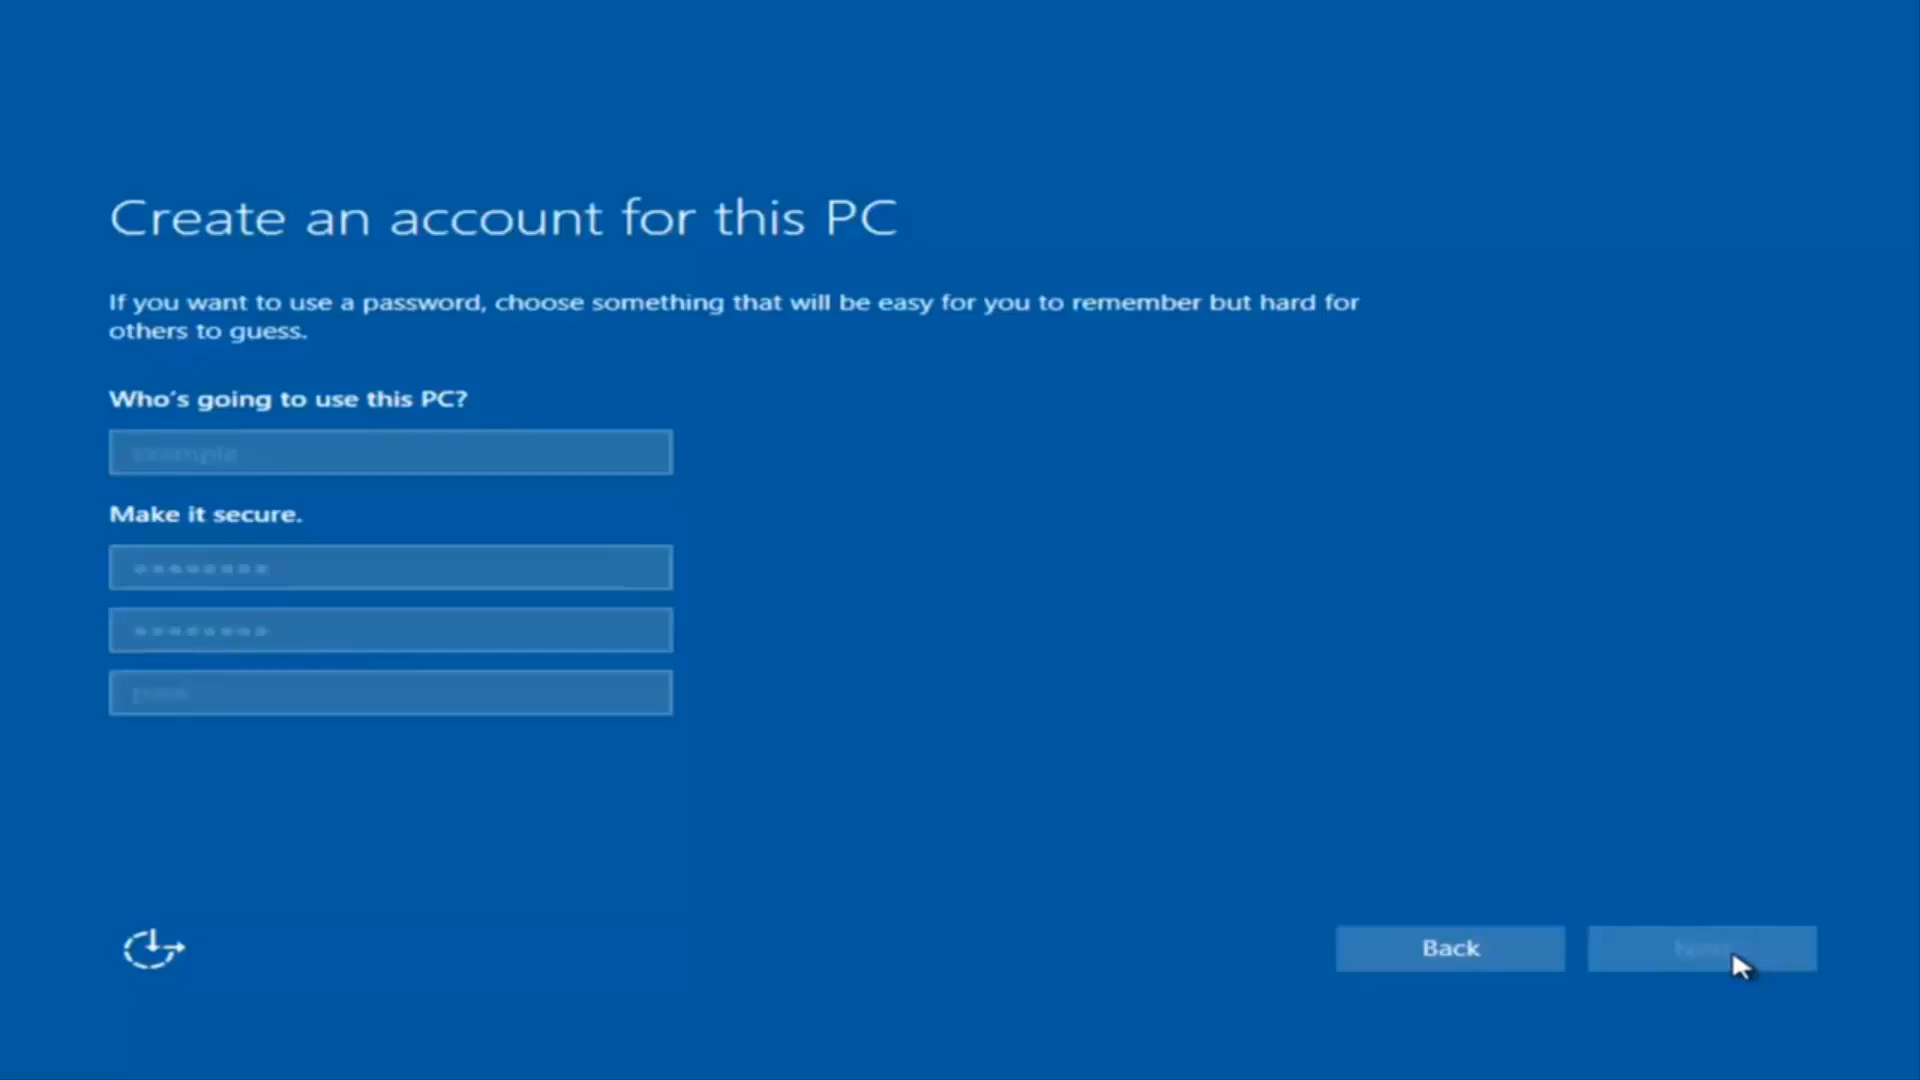 Create an account for this PC
If you want to use a password, choose something that will be easy for you to remember but hard for
others to guess.
Who's going to use this PC?
example
Make it secure.
••••••••
••••••••
Back
Next